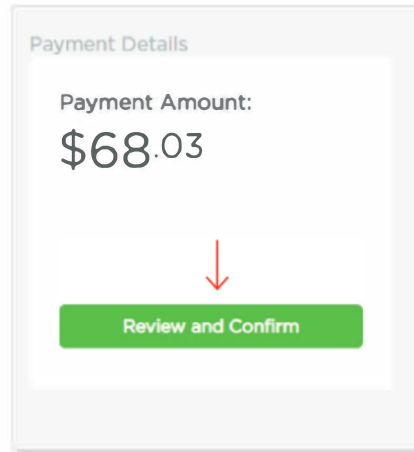 Payment Details
Payment Amount:
$68.03
Review and Confirm